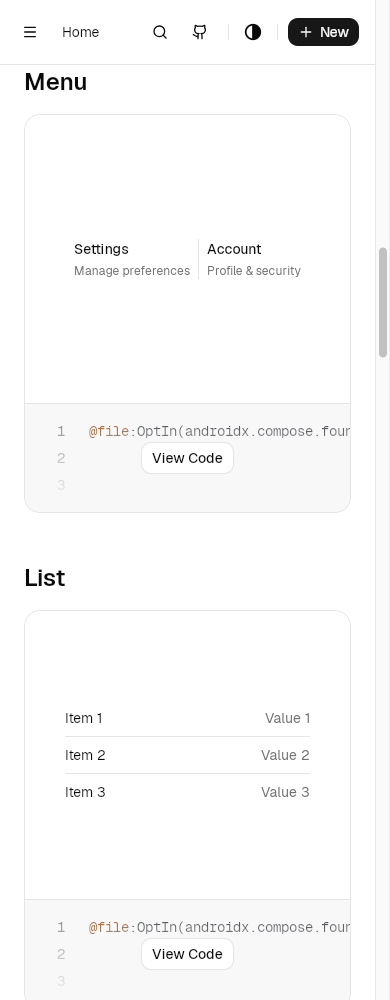 Home
New
Menu
Settings
Account
Manage preferences
Profile & security
1 @file:OptIn(androidx.compose.four
2
View Code
3
List
Item 1 Value 1
Item 2 Value 2
Item 3 Value 3
1 @file:OptIn(androidx.compose.four
2
View Code
3